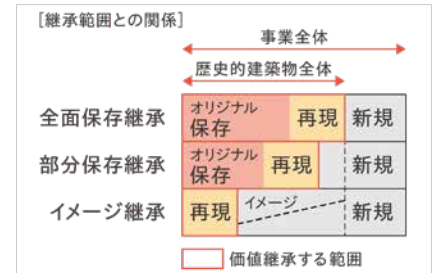 [継承範囲との関係]
事業全体
歴史的建築物全体
全面保存継承
オリジナル
保存
再現
新規
部分保存継承
オリジナル
保存
再現
新規
イメージ継承
再現
イメージ
新規
価値継承する範囲